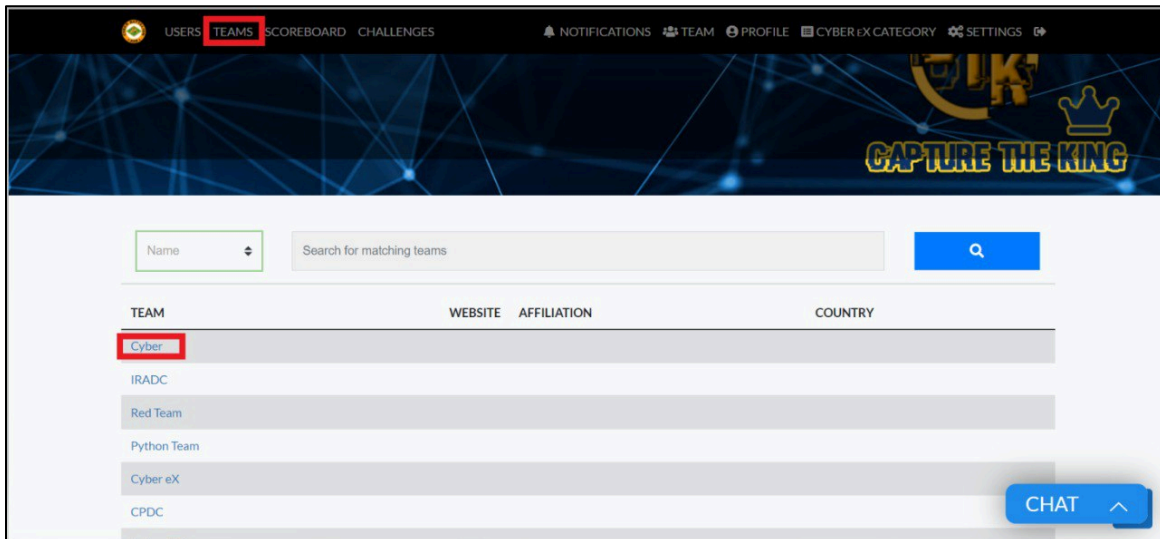 USERS TEAMS SCOREBOARD CHALLENGES NOTIFICATIONS TEAM PROFILE CYBER eX CATEGORY SETTINGS
CAPTURE THE KING
Name Search for matching teams
TEAM WEBSITE AFFILIATION COUNTRY
Cyber
IRADC
Red Team
Python Team
Cyber eX
CPDC
CHAT